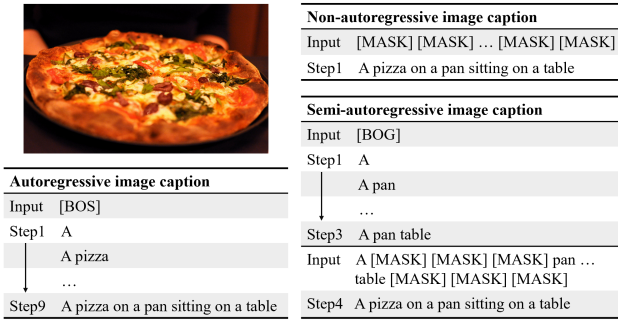 Autoregressive image caption
Input [BOS]
Step1 A
A pizza
…
Step9 A pizza on a pan sitting on a table
Non-autoregressive image caption
Input [MASK] [MASK] … [MASK] [MASK]
Step1 A pizza on a pan sitting on a table
Semi-autoregressive image caption
Input [BOG]
Step1 A
A pan
…
Step3 A pan table
Input A [MASK] [MASK] [MASK] pan …
table [MASK] [MASK] [MASK]
Step4 A pizza on a pan sitting on a table